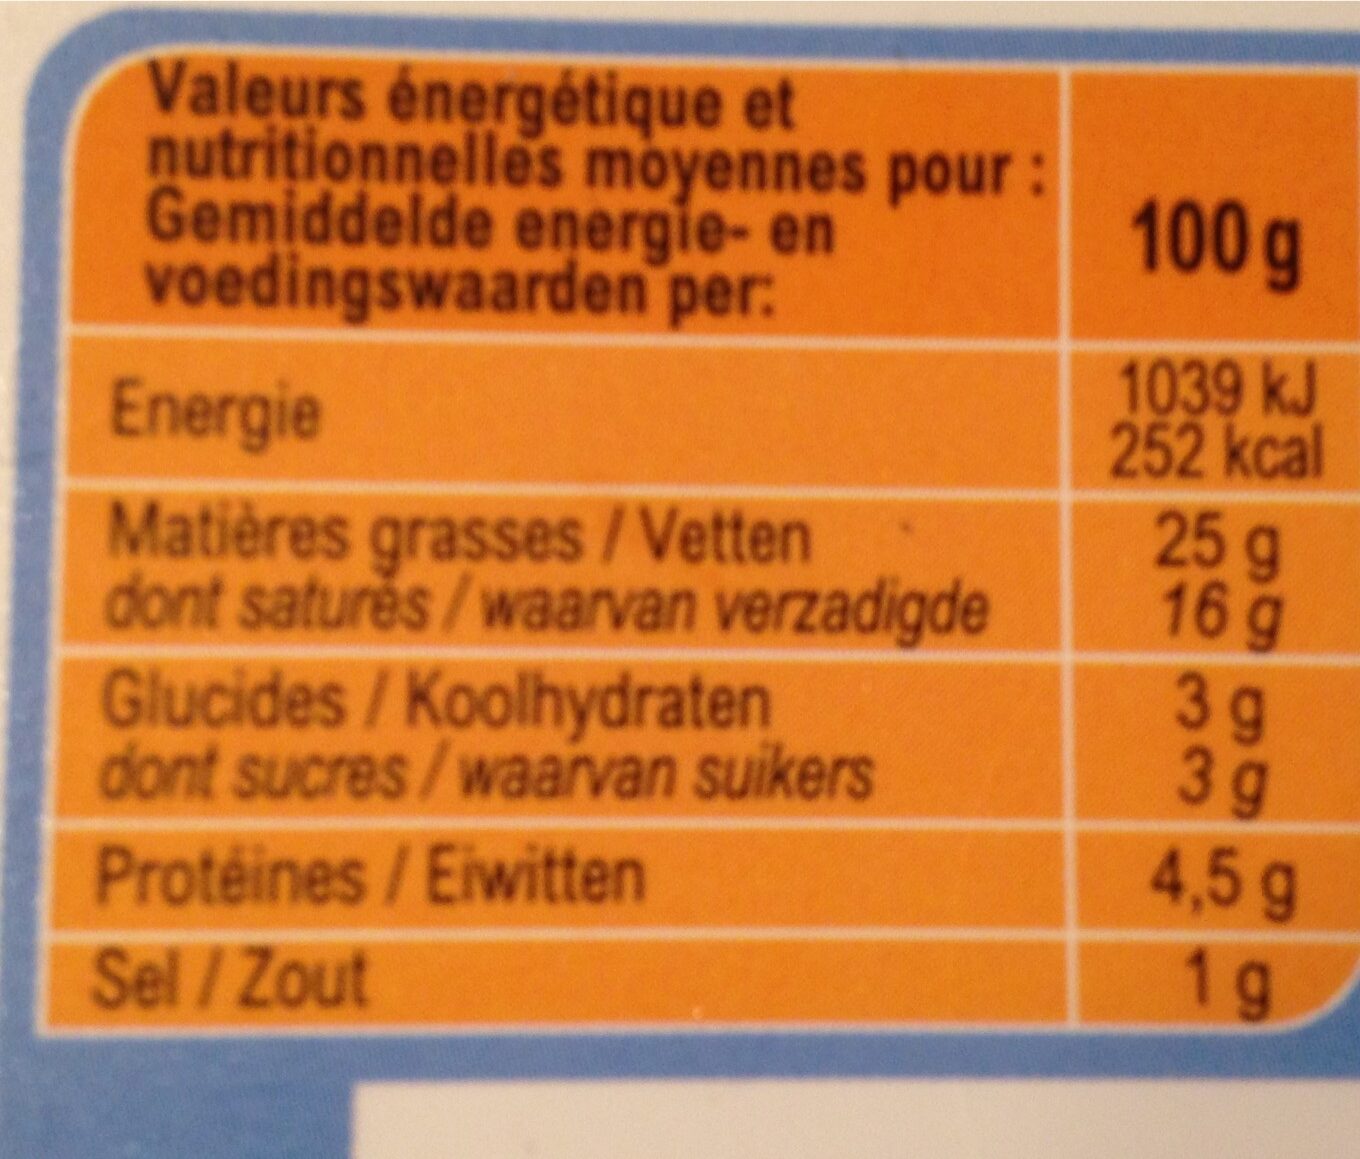 Valeurs énergétique et
nutritionnelles moyennes pour :
Gemiddelde energie- en
voedingswaarden per:
100 g
Energie
1039 kJ
252 kcal
Matières grasses / Vetten
25 g
dont saturés / waarvan verzadigde
16 g
Glucides / Koolhydraten
3 g
dont sucres / waarvan suikers
3 g
Protéines / Eiwitten
4,5 g
Sel / Zout
1 g